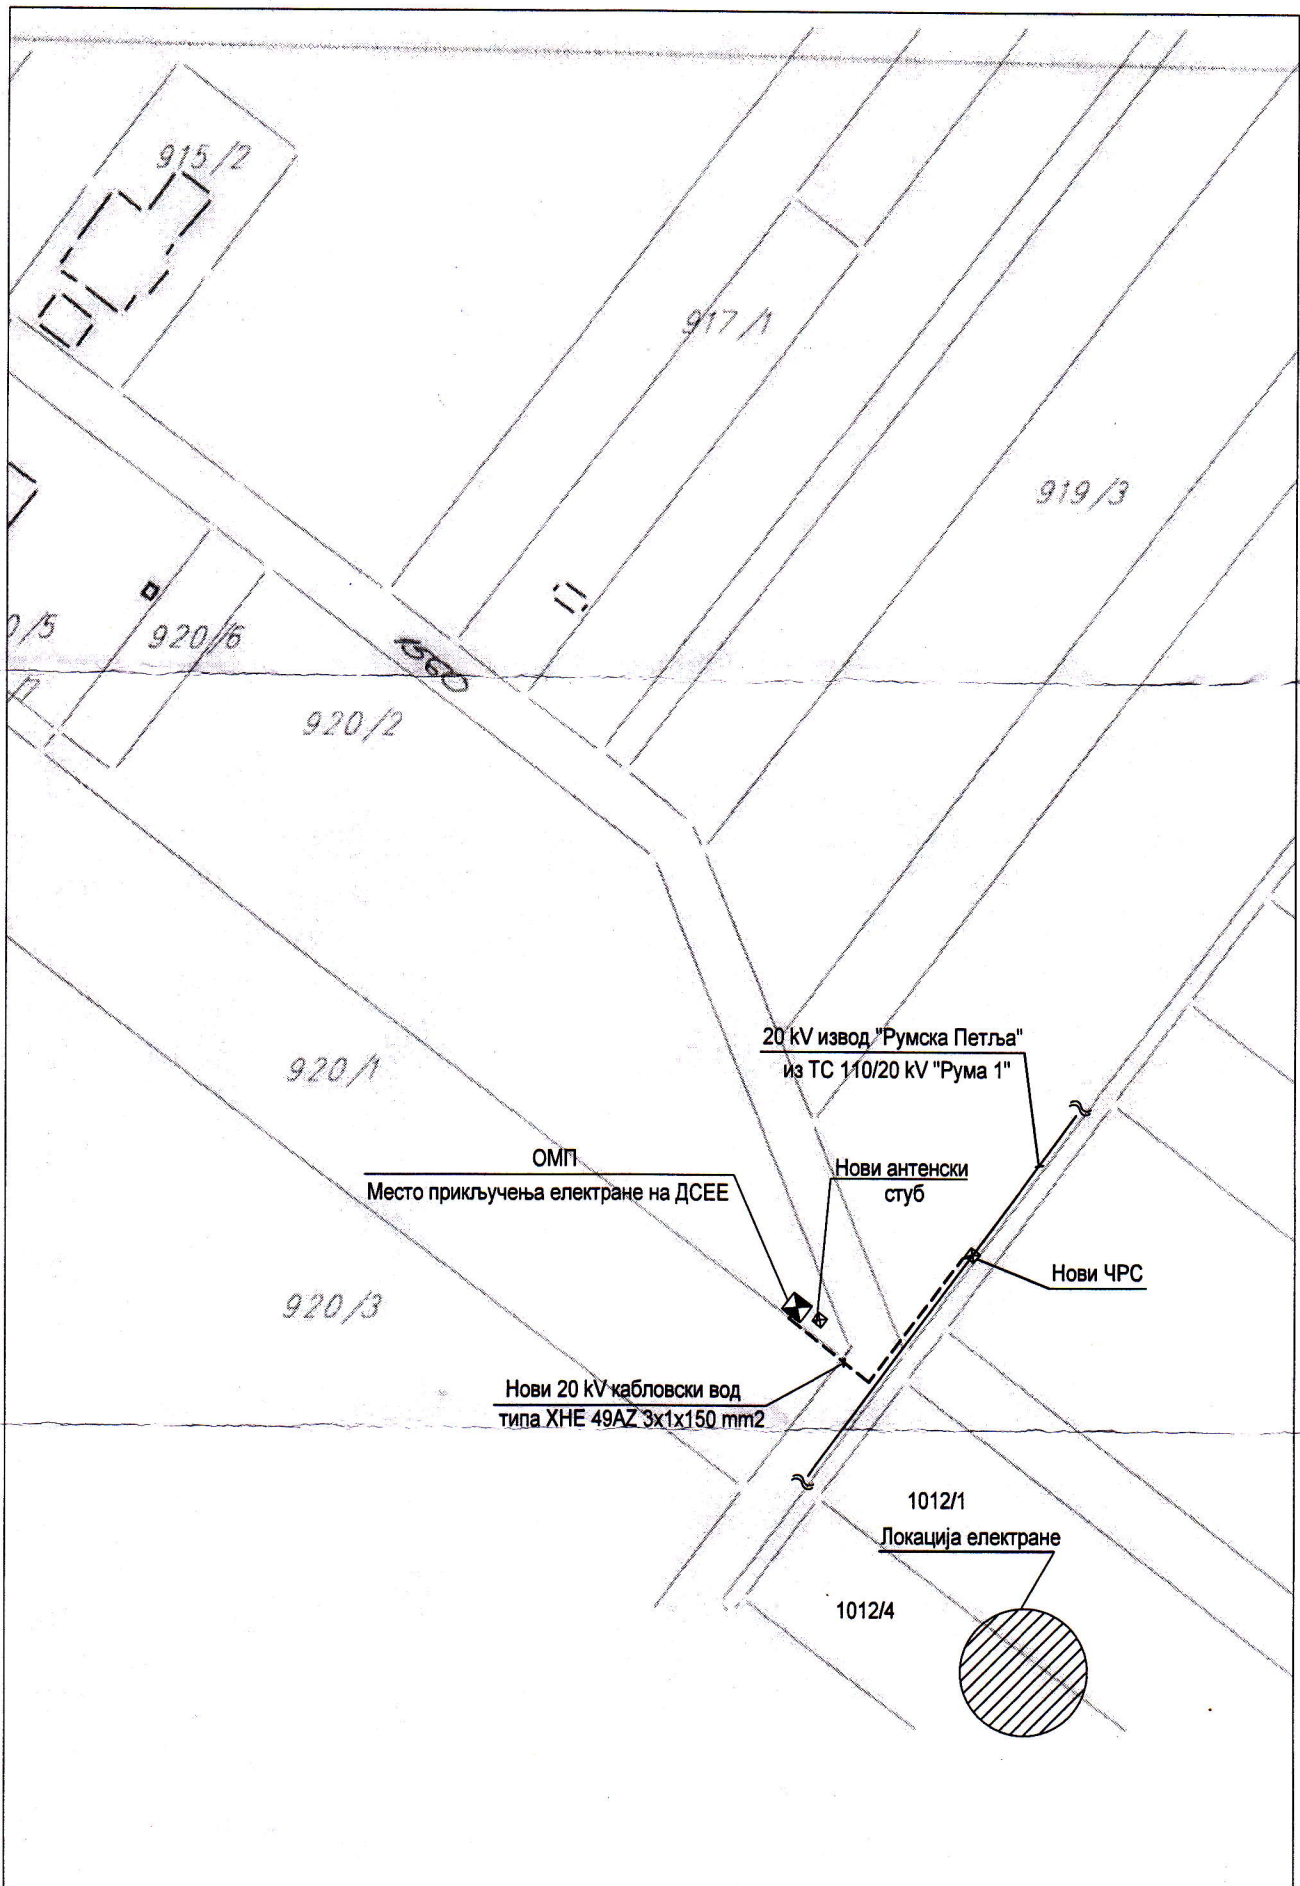 915/2
917/1
919/3
0/5
920/6
1560
920/2
920/1
20 kV извод "Румска Петља"
из ТС 110/20 kV "Рума 1"
ОМП
Место прикључења електране на ДСЕЕ
Нови антенски
стуб
Нови ЧРС
920/3
Нови 20 kV кабловски вод
типа XHE 49AZ 3x1x150 mm2
1012/1
Локација електране
1012/4